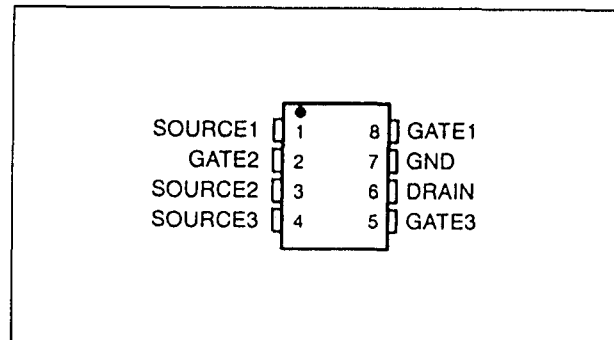 SOURCE1 1 8 GATE1
GATE2 2 7 GND
SOURCE2 3 6 DRAIN
SOURCE3 4 5 GATE3